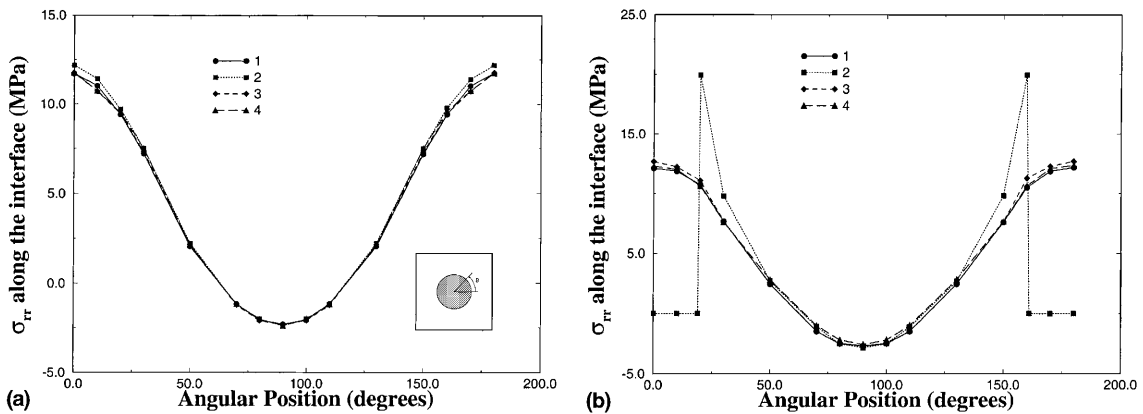 15.0
10.0
5.0
0.0
-5.0
σrr along the interface (MPa)
1
2
3
4
θ
0.0 50.0 100.0 150.0 200.0
(a) Angular Position (degrees)
25.0
15.0
5.0
-5.0
σrr along the interface (MPa)
1
2
3
4
0.0 50.0 100.0 150.0 200.0
(b) Angular Position (degrees)